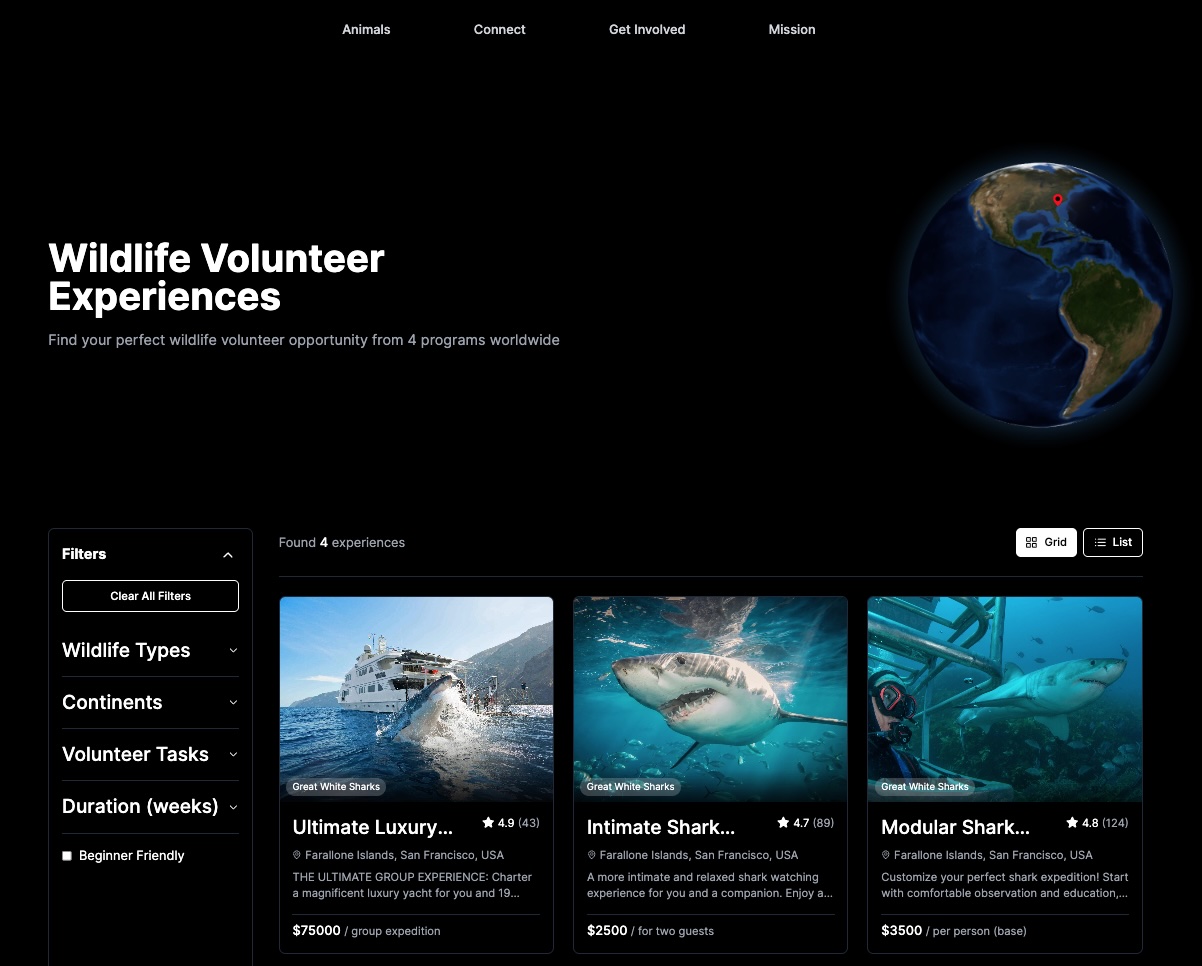 Animals
Connect
Get Involved
Mission
Wildlife Volunteer
Experiences
Find your perfect wildlife volunteer opportunity from 4 programs worldwide
Filters
Clear All Filters
Wildlife Types
Continents
Volunteer Tasks
Duration (weeks)
Beginner Friendly
Found 4 experiences
Grid
List
Great White Sharks
Ultimate Luxury...
4.9 (43)
Farallone Islands, San Francisco, USA
THE ULTIMATE GROUP EXPERIENCE: Charter
a magnificent luxury yacht for you and 19...
$75000 / group expedition
Great White Sharks
Intimate Shark...
4.7 (89)
Farallone Islands, San Francisco, USA
A more intimate and relaxed shark watching
experience for you and a companion. Enjoy a...
$2500 / for two guests
Great White Sharks
Modular Shark...
4.8 (124)
Farallone Islands, San Francisco, USA
Customize your perfect shark expedition! Start
with comfortable observation and education,...
$3500 / per person (base)